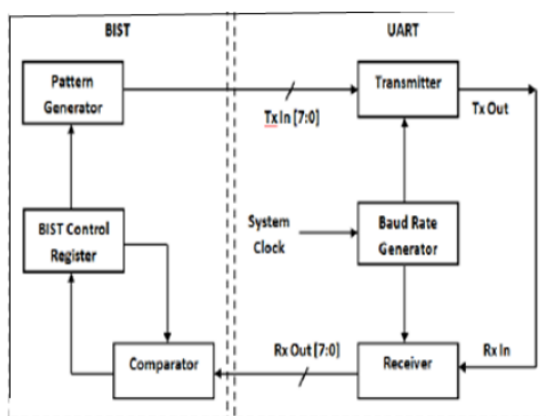 BIST
UART
Pattern
Generator
Transmitter
Tx In [7:0]
Tx Out
BIST Control
Register
System
Clock
Baud Rate
Generator
Comparator
Rx Out [7:0]
Receiver
Rx In